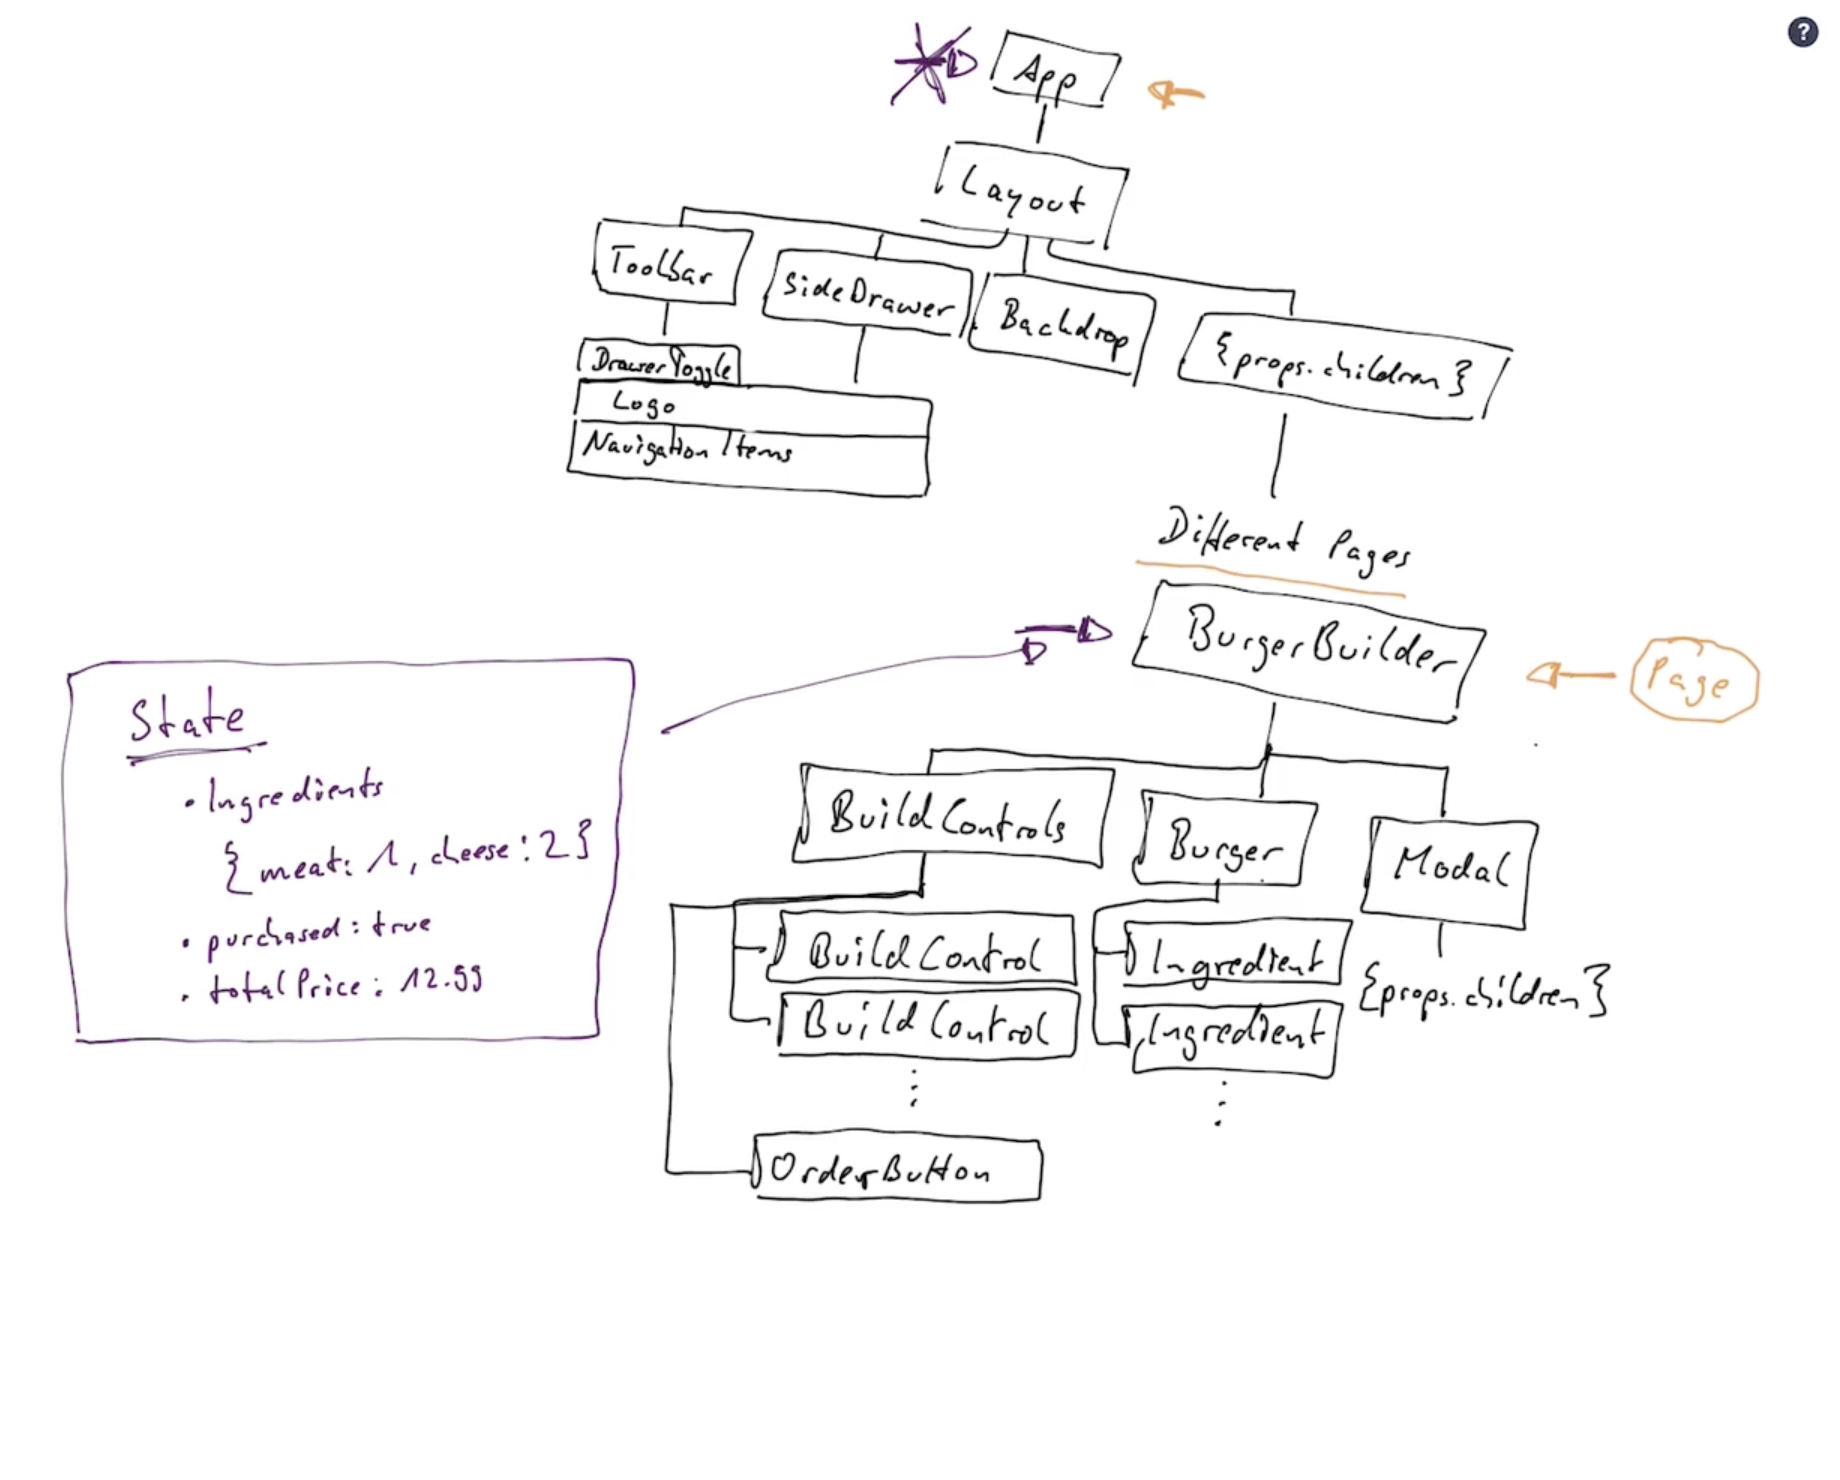 ?
App
Layout
Toolbar
SideDrawer
Backdrop
{props.children}
DrawerToggle
Logo
Navigation Items
Different Pages
BurgerBuilder
Page
State
• Ingredients
{meat: 1, cheese: 2}
• purchased: true
• totalPrice: 12.99
BuildControls
Burger
Modal
BuildControl
Ingredient
{props.children}
BuildControl
Ingredient
⋮
⋮
OrderButton